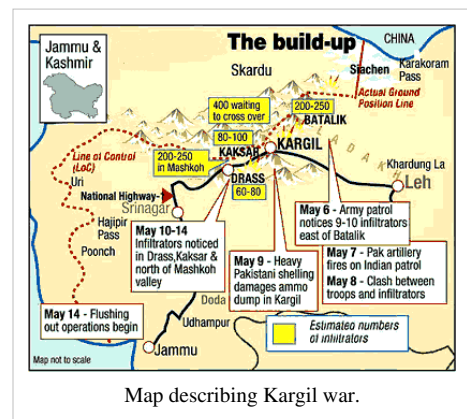 Jammu &
Kashmir
The build-up
CHINA
Karakoram
Pass
Skardu
Siachen
Actual Ground
Position Line
400 waiting
to cross over
200-250
BATALIK
80-100
KAKSAR
KARGIL
LADAKH
Line of Control
(LoC)
200-250
in Mashkoh
Uri
DRASS
60-80
Khardung La
Leh
National Highway
Srinagar
Hajipir
Pass
Poonch
May 10-14
Infiltrators noticed
in Drass,Kaksar &
north of Mashkoh
valley
May 9 - Heavy
Pakistani shelling
damages ammo
dump in Kargil
May 6 - Army patrol
notices 9-10 infiltrators
east of Batalik
May 7 - Pak artillery
fires on Indian patrol
May 8 - Clash between
troops and infiltrators
Doda
May 14 - Flushing
out operations begin
Udhampur
Estimated numbers
of infiltrators
Jammu
Map not to scale
Map describing Kargil war.